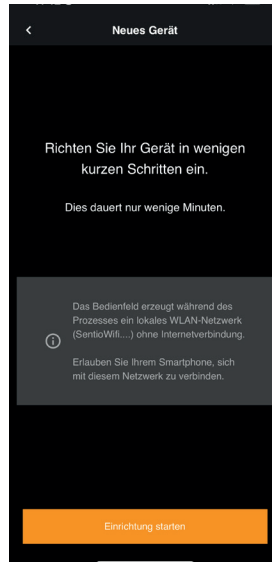 Neues Gerät
Richten Sie Ihr Gerät in wenigen
kurzen Schritten ein.
Dies dauert nur wenige Minuten.
Das Bedienfeld erzeugt während des
Prozesses ein lokales WLAN-Netzwerk
(SentioWifi....) ohne Internetverbindung.
Erlauben Sie Ihrem Smartphone, sich
mit diesem Netzwerk zu verbinden.
Einrichtung starten